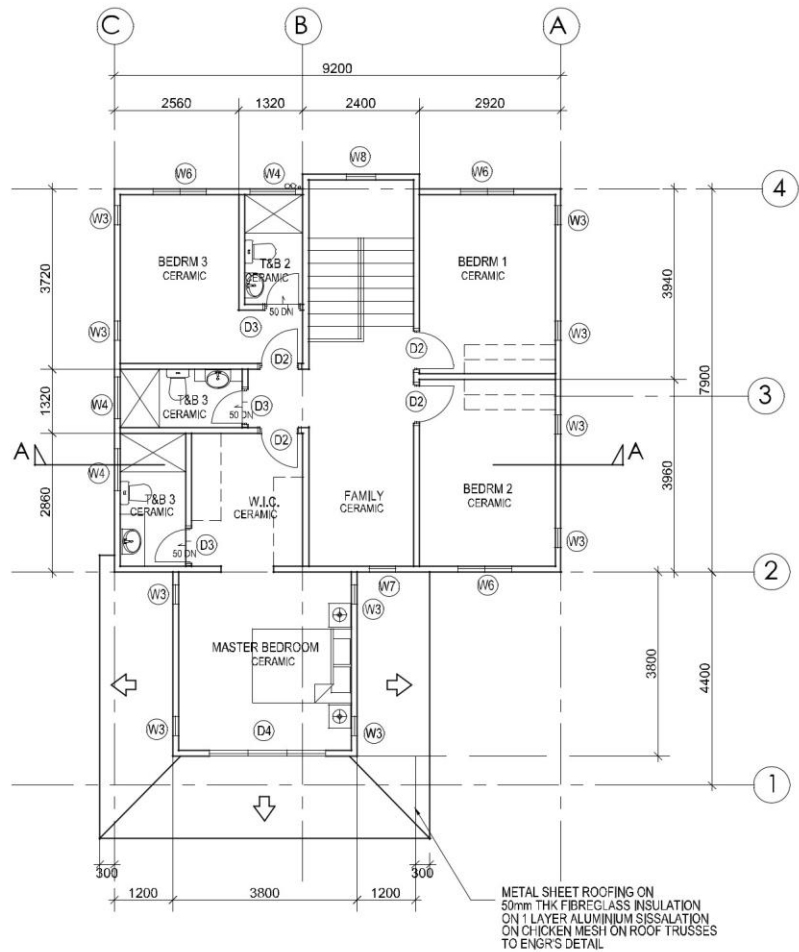 C
B
A
9200
2560
1320
2400
2920
W8
W6
W4
W6
4
W3
W3
BEDRM 3
CERAMIC
T&B 2
CERAMIC
BEDRM 1
CERAMIC
3720
3940
50 DN
D3
W3
W3
D2
D2
7900
1320
W4
T&B 3
CERAMIC
50 DN
D3
D2
3
D2
W3
A
A
W4
2860
T&B 3
CERAMIC
W.I.C.
CERAMIC
FAMILY
CERAMIC
BEDRM 2
CERAMIC
3960
50 DN
D3
W3
2
W3
W3
W7
W6
MASTER BEDROOM
CERAMIC
3800
4400
W3
D4
W3
1
300
300
1200
3800
1200
METAL SHEET ROOFING ON
50mm THK FIBREGLASS INSULATION
ON 1 LAYER ALUMINIUM SISSALATION
ON CHICKEN MESH ON ROOF TRUSSES
TO ENGR'S DETAIL